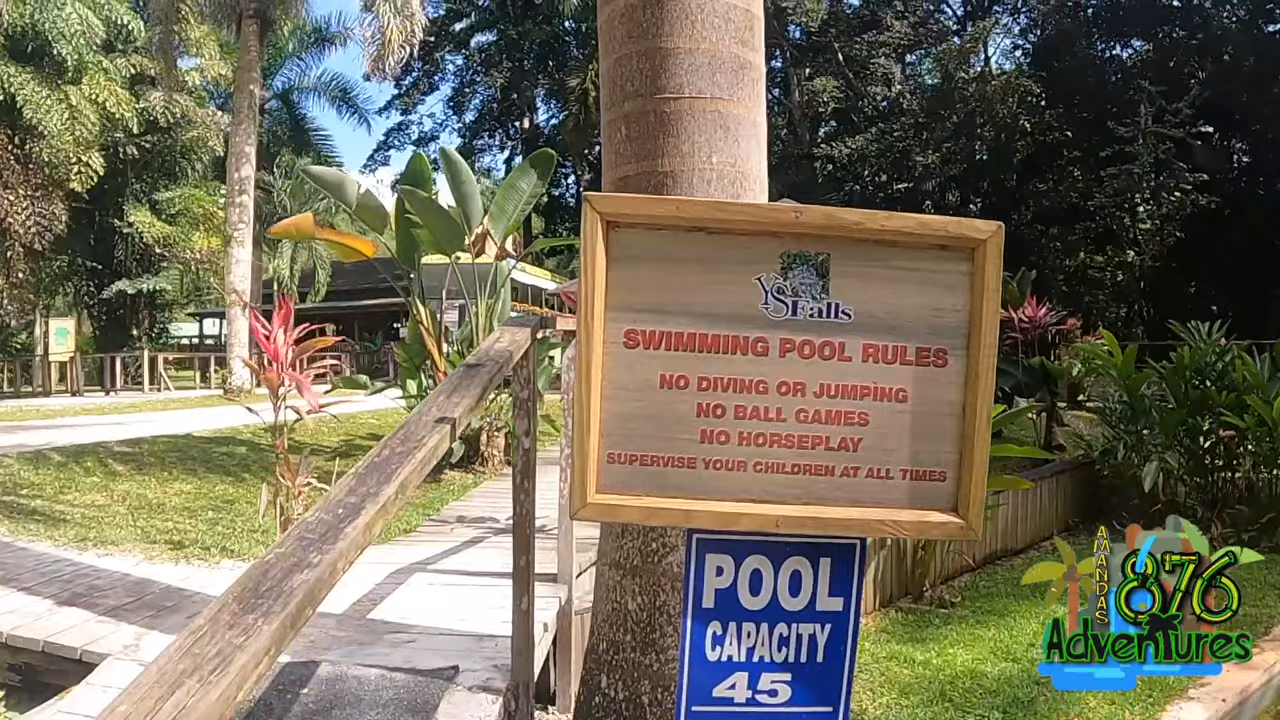 YS Falls
SWIMMING POOL RULES
NO DIVING OR JUMPING
NO BALL GAMES
NO HORSEPLAY
SUPERVISE YOUR CHILDREN AT ALL TIMES
POOL
CAPACITY
45
AMANDAS
876
AdvenTures